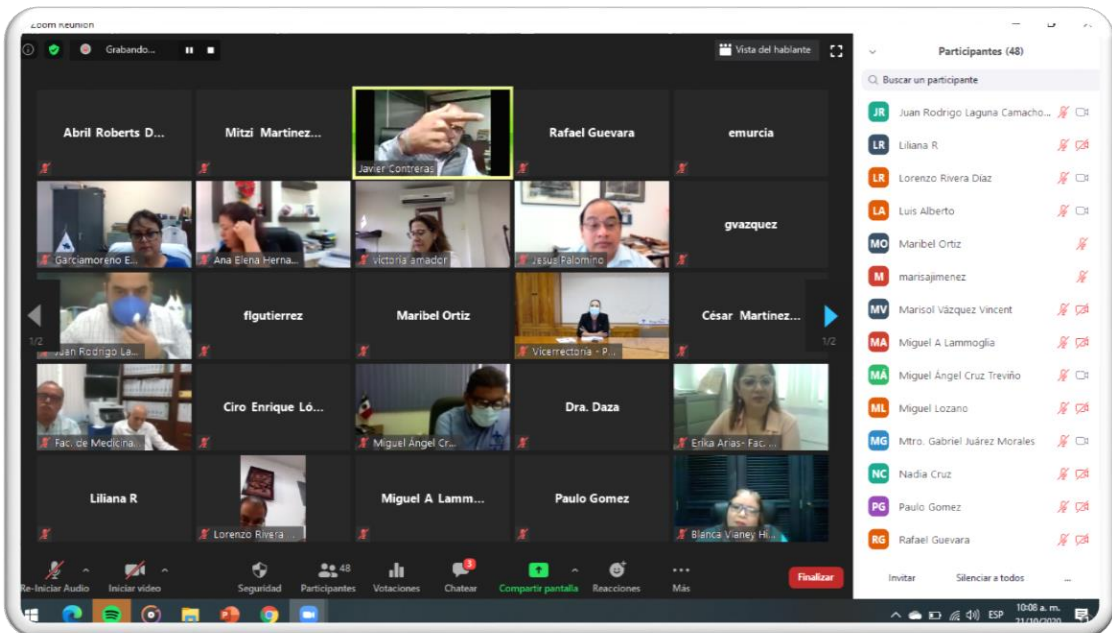 Zoom Reunión
Grabando...
Vista del hablante
Abril Roberts D...
Mitzi Martinez...
Javier Contreras
Rafael Guevara
emurcia
Garciamoreno E...
Ana Elena Herna...
victoria amador
Jesus Palomino
gvazquez
1/2
Juan Rodrigo La...
flgutierrez
Maribel Ortiz
Vicerrectoría - P...
César Martínez...
1/2
Fac. de Medicina...
Ciro Enrique Ló...
Miguel Ángel Cr...
Dra. Daza
Erika Arias- Fac. ...
Liliana R
Lorenzo Rivera ...
Miguel A Lamm...
Paulo Gomez
Blanca Vianey Hi...
Re-Iniciar Audio
Iniciar video
Seguridad
48
Participantes
Votaciones
3
Chatear
Compartir pantalla
Reacciones
Más
Finalizar
Participantes (48)
Buscar un participante
JR Juan Rodrigo Laguna Camacho...
LR Liliana R
LR Lorenzo Rivera Díaz
LA Luis Alberto
MO Maribel Ortiz
M marisajimenez
MV Marisol Vázquez Vincent
MA Miguel A Lammoglia
MÁ Miguel Ángel Cruz Treviño
ML Miguel Lozano
MG Mtro. Gabriel Juárez Morales
NC Nadia Cruz
PG Paulo Gomez
RG Rafael Guevara
Invitar
Silenciar a todos
...
ESP
10:08 a. m.
21/10/2020